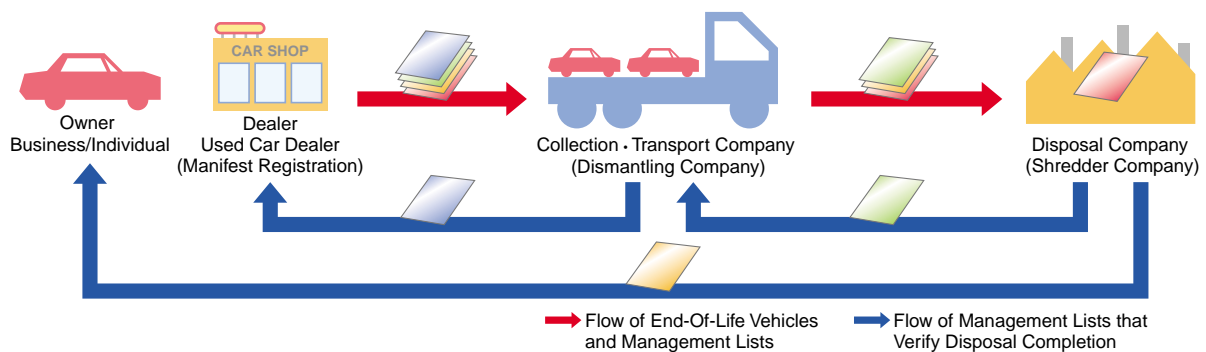 CAR SHOP
Owner
Business/Individual
Dealer
Used Car Dealer
(Manifest Registration)
Collection・Transport Company
(Dismantling Company)
Disposal Company
(Shredder Company)
Flow of End-Of-Life Vehicles
and Management Lists
Flow of Management Lists that
Verify Disposal Completion